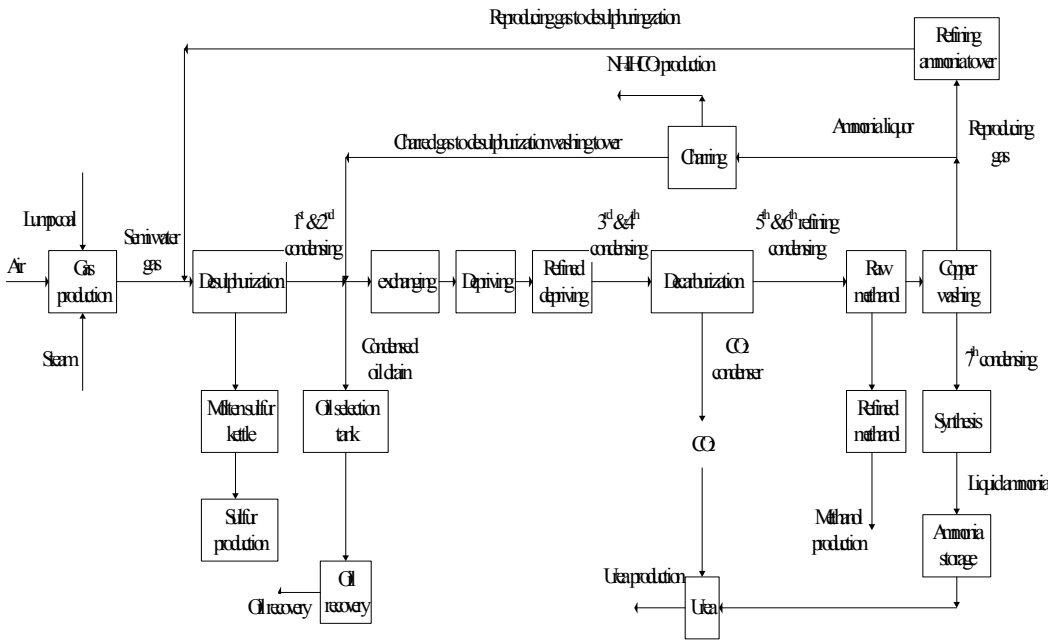 Reproducing gas to desulphuringzation
Refining
ammonia tower
NH4HCO3 production
Ammonia liquor
Reproducing
gas
Charred gas to desulphurization washing tower
Charring
Lump coal
Semi water
gas
1st & 2nd
condensing
3rd & 4th
condensing
5th & 6th refining
condensing
Air
Gas
production
Desulphurization
exchanging
Depriving
Refined
depriving
Decarburization
Raw
methanol
Copper
washing
Steam
Condensed
oil drain
CO2
condenser
7th condensing
Molten sulfur
kettle
Oil selection
tank
Refined
methanol
Synthesis
CO2
Liquid ammonia
Sulfur
production
Methanol
production
Ammonia
storage
Oil recovery
Oil
recovery
Urea production
Urea